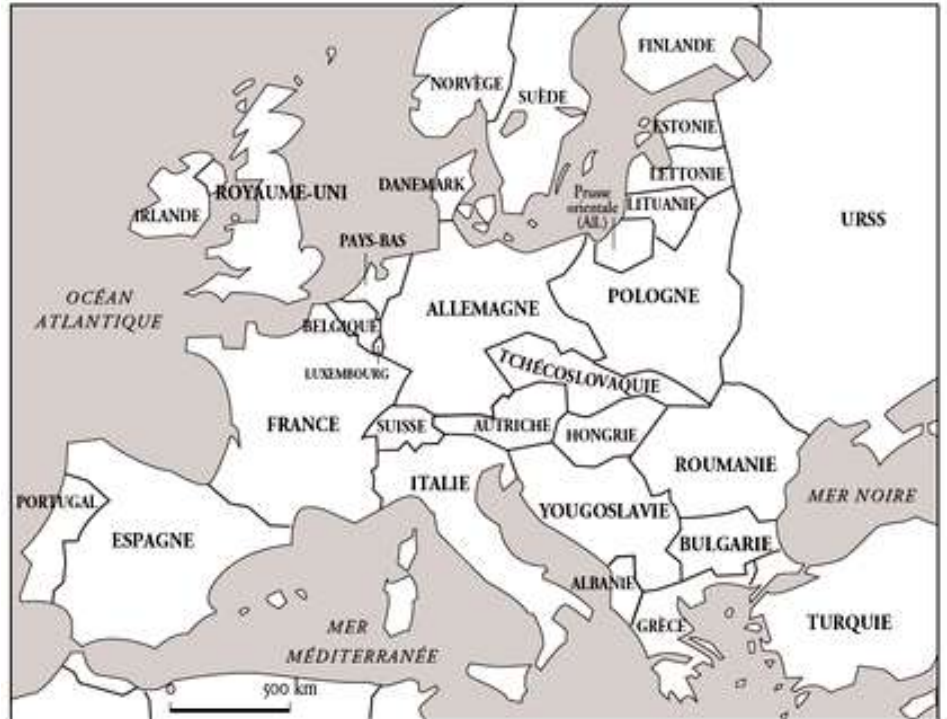 FINLANDE
NORVÈGE
SUÈDE
ESTONIE
LETTONIE
DANEMARK
Prusse
orientale
(All.)
LITUANIE
ROYAUME-UNI
IRLANDE
URSS
PAYS-BAS
OCÉAN
ATLANTIQUE
ALLEMAGNE
POLOGNE
BELGIQUE
LUXEMBOURG
TCHÉCOSLOVAQUIE
FRANCE
SUISSE
AUTRICHE
HONGRIE
ROUMANIE
ITALIE
MER NOIRE
PORTUGAL
YOUGOSLAVIE
ESPAGNE
BULGARIE
ALBANIE
GRÈCE
TURQUIE
MER
MÉDITERRANÉE
0 500 km